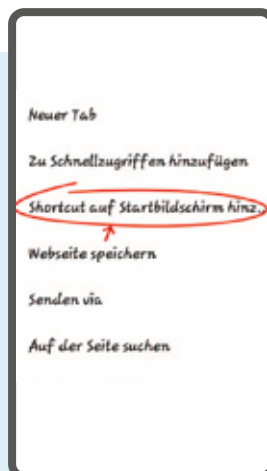 Neuer Tab
Zu Schnellzugriffen hinzufügen
Shortcut auf Startbildschirm hinz.
Webseite speichern
Senden via
Auf der Seite suchen